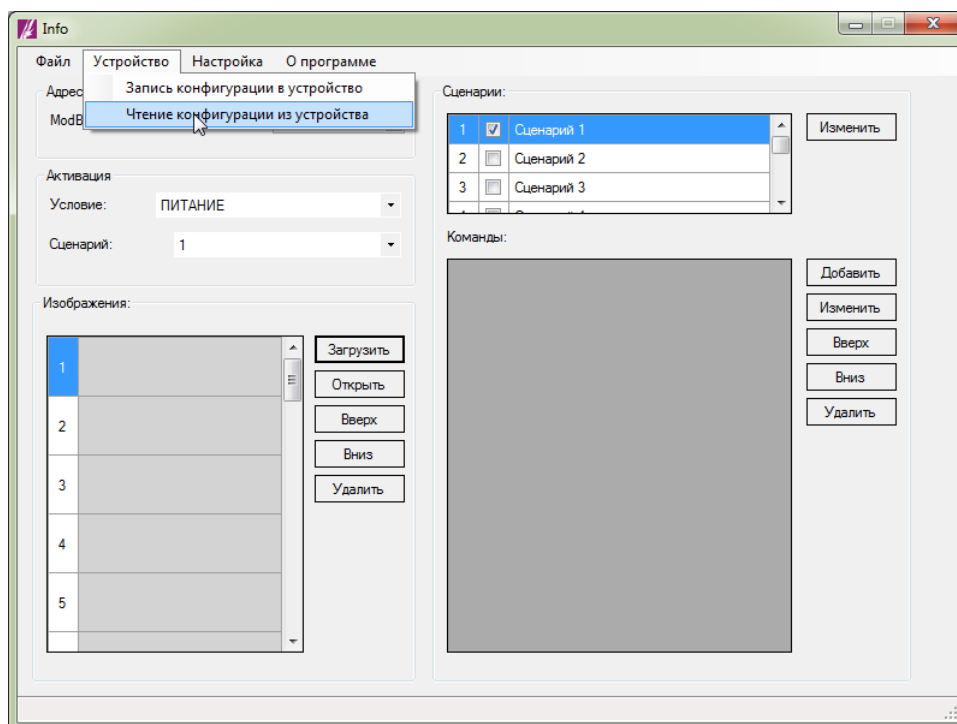 Info
Файл Устройство Настройка О программе
Запись конфигурации в устройство
Чтение конфигурации из устройства
Адрес
ModB
Активация
Условие: ПИТАНИЕ
Сценарий: 1
Изображения:
1
2
3
4
5
Загрузить
Открыть
Вверх
Вниз
Удалить
Сценарии:
1 Сценарий 1
2 Сценарий 2
3 Сценарий 3
Изменить
Команды:
Добавить
Изменить
Вверх
Вниз
Удалить